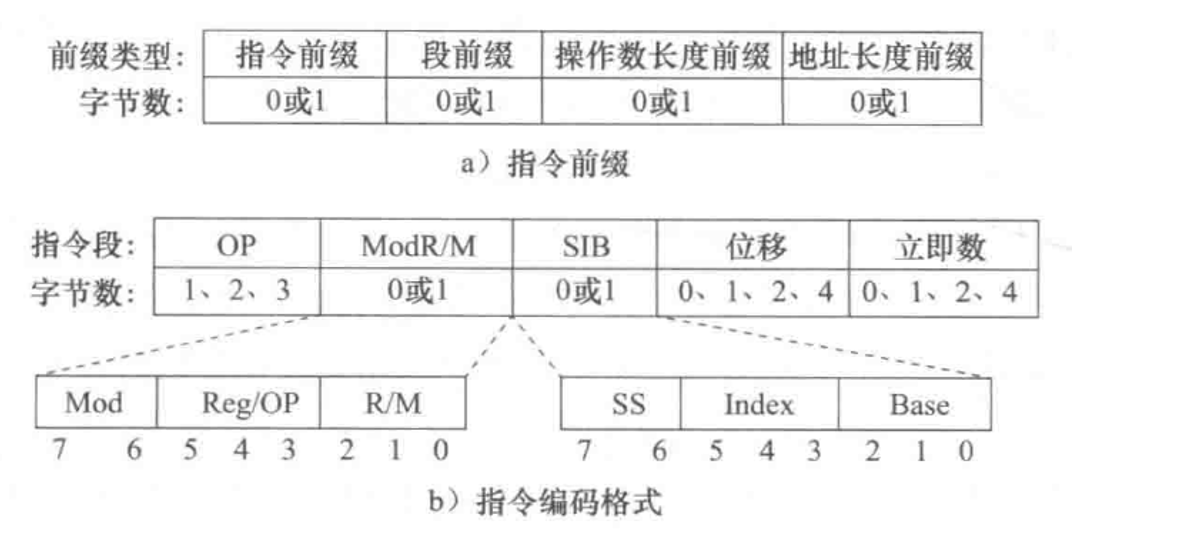 前缀类型: 指令前缀 段前缀 操作数长度前缀 地址长度前缀
字节数: 0或1 0或1 0或1 0或1
a）指令前缀
指令段: OP ModR/M SIB 位移 立即数
字节数: 1、2、3 0或1 0或1 0、1、2、4 0、1、2、4
Mod Reg/OP R/M SS Index Base
7 6 5 4 3 2 1 0 7 6 5 4 3 2 1 0
b）指令编码格式